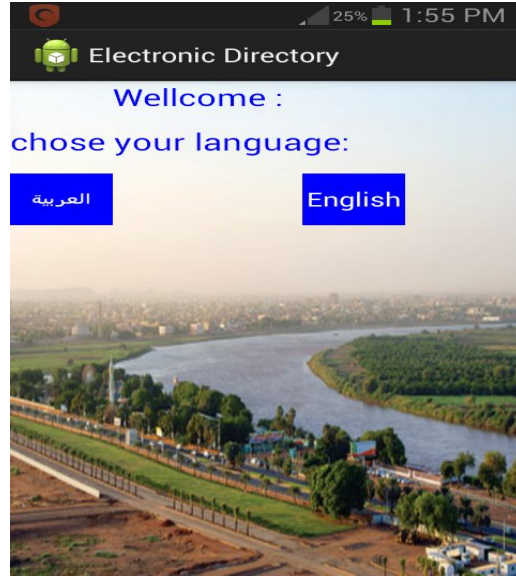 25% 1:55 PM
Electronic Directory
Wellcome :
chose your language:
العربية English